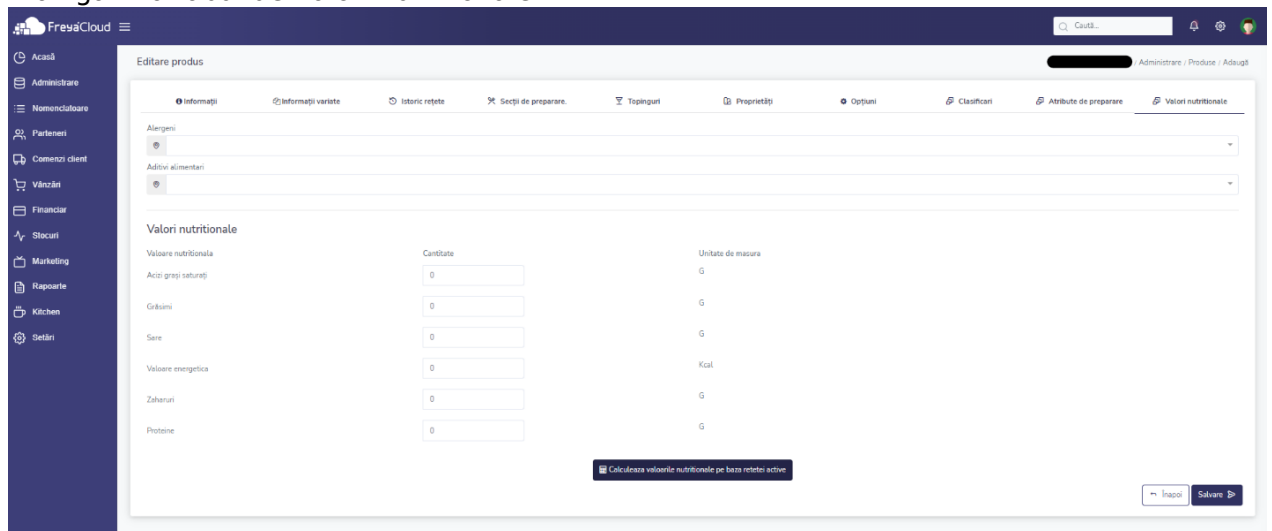 FreyaCloud
Caută...
Acasă
Administrare
Nomenclatoare
Parteneri
Comenzi client
Vânzări
Financiar
Stocuri
Marketing
Rapoarte
Kitchen
Setări
Editare produs
/ Administrare / Produse / Adaugă
Informații
Informații variate
Istoric rețete
Secții de preparare.
Topinguri
Proprietăți
Opțiuni
Clasificari
Atribute de preparare
Valori nutritionale
Alergeni
Aditivi alimentari
Valori nutritionale
Valoare nutritionala Cantitate Unitate de masura
Acizi grași saturați 0 G
Grăsimi 0 G
Sare 0 G
Valoare energetica 0 Kcal
Zaharuri 0 G
Proteine 0 G
Calculeaza valoarile nutritionale pe baza retetei active
Înapoi
Salvare